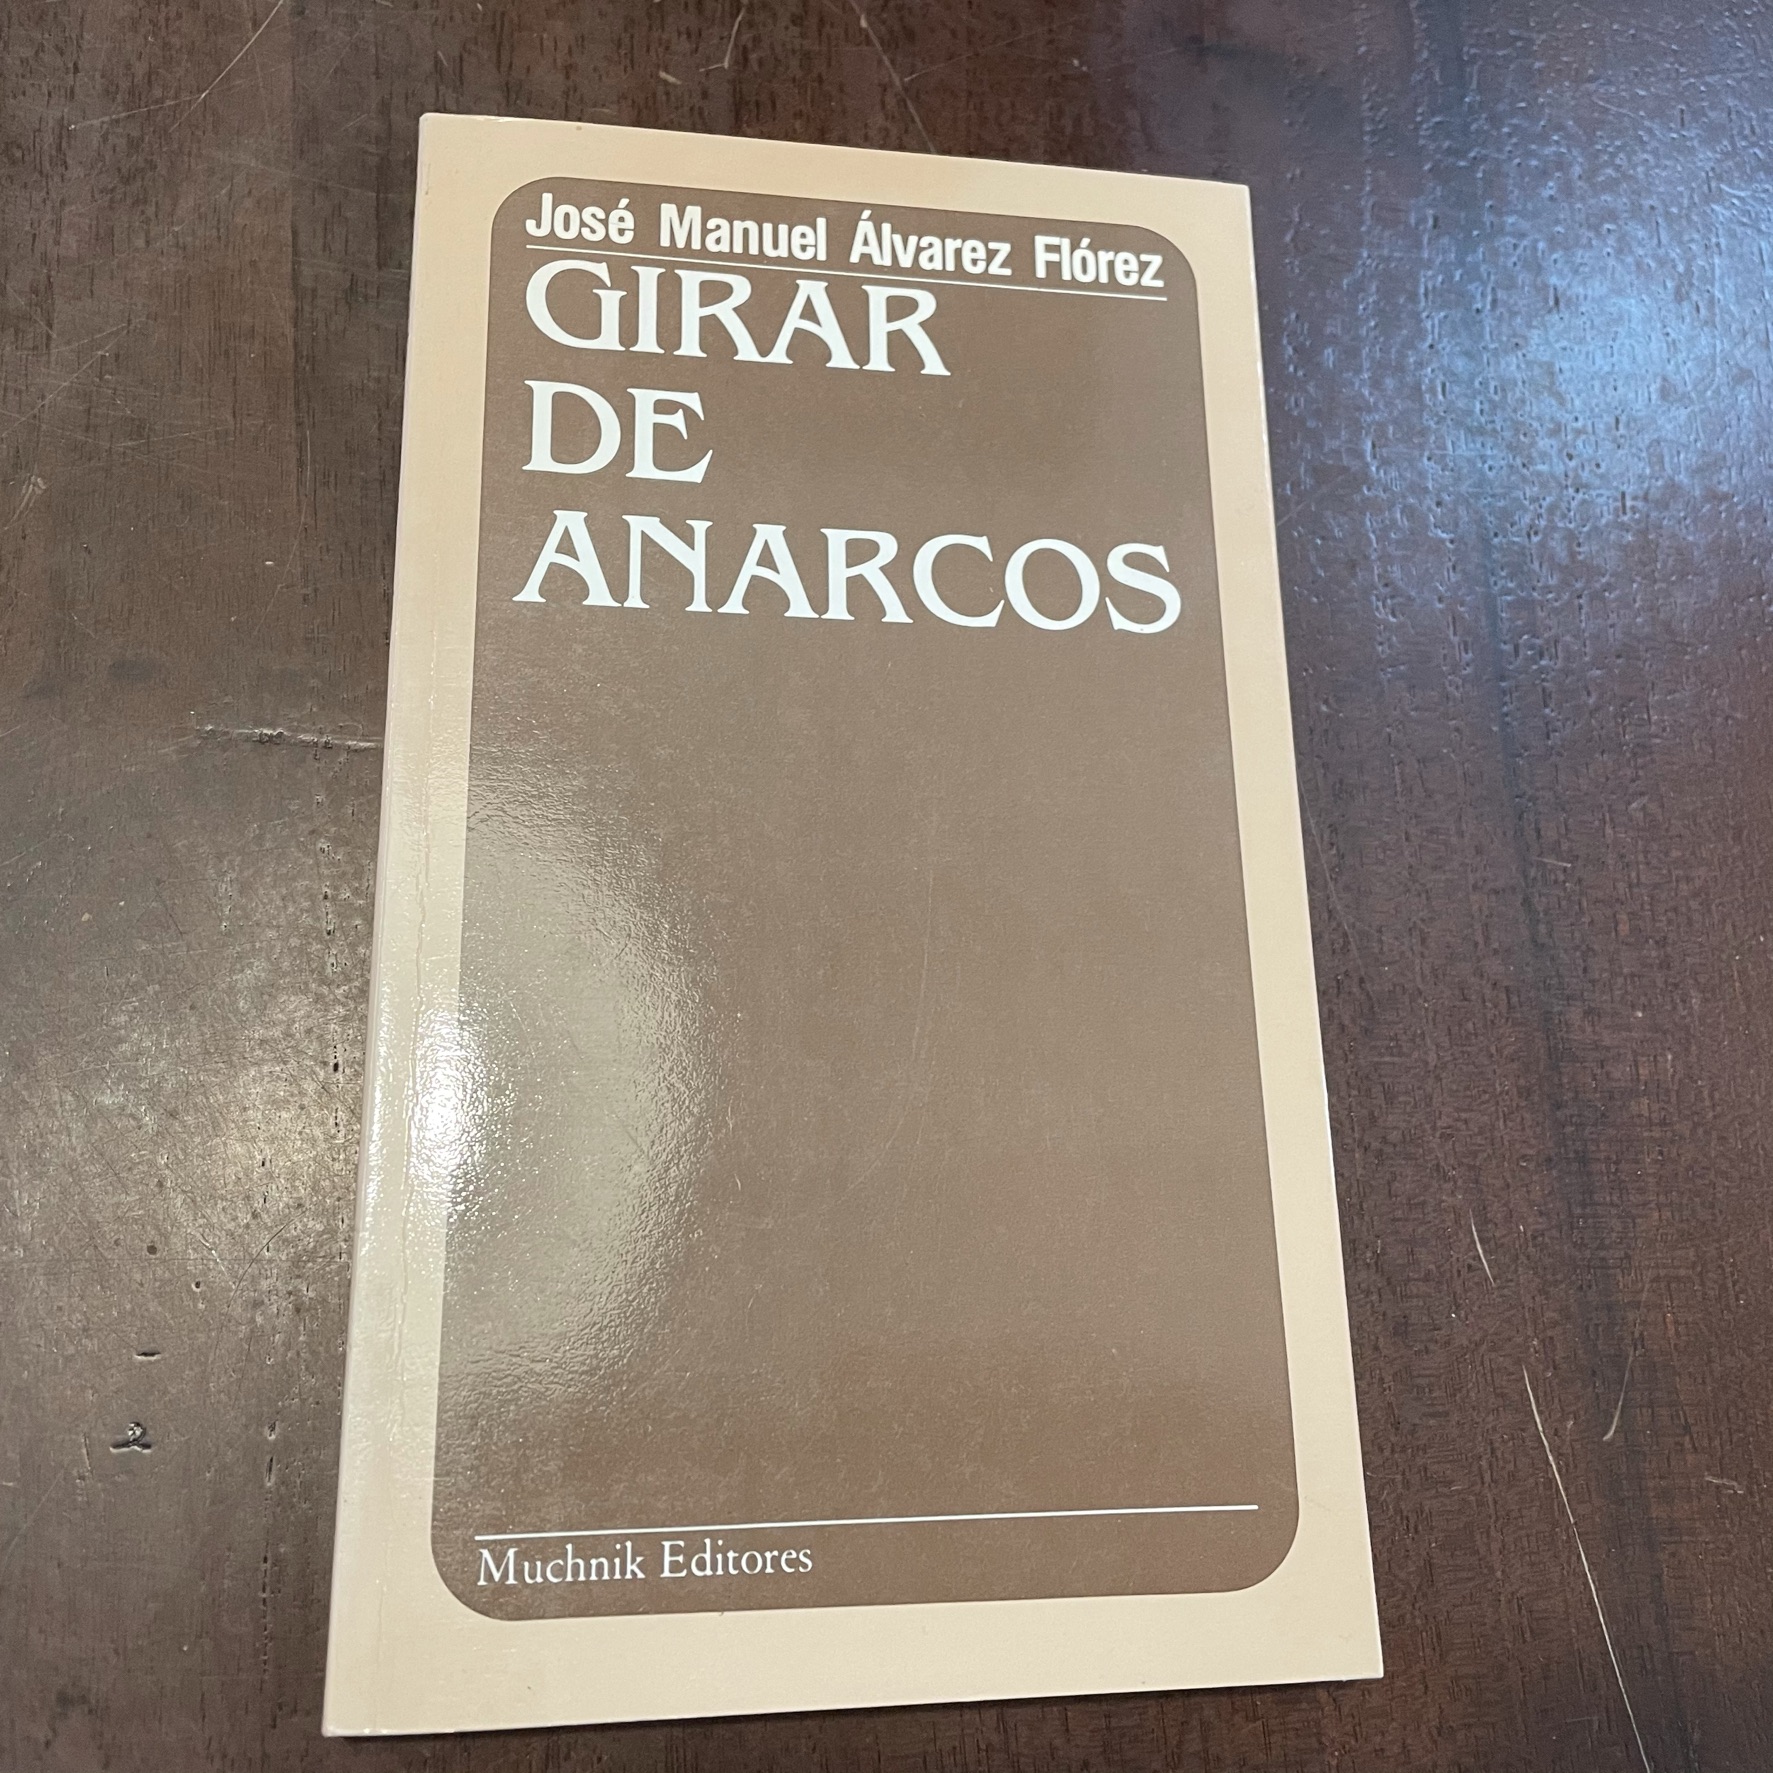 José Manuel Álvarez Flórez
GIRAR
DE
ANARCOS
Muchnik Editores